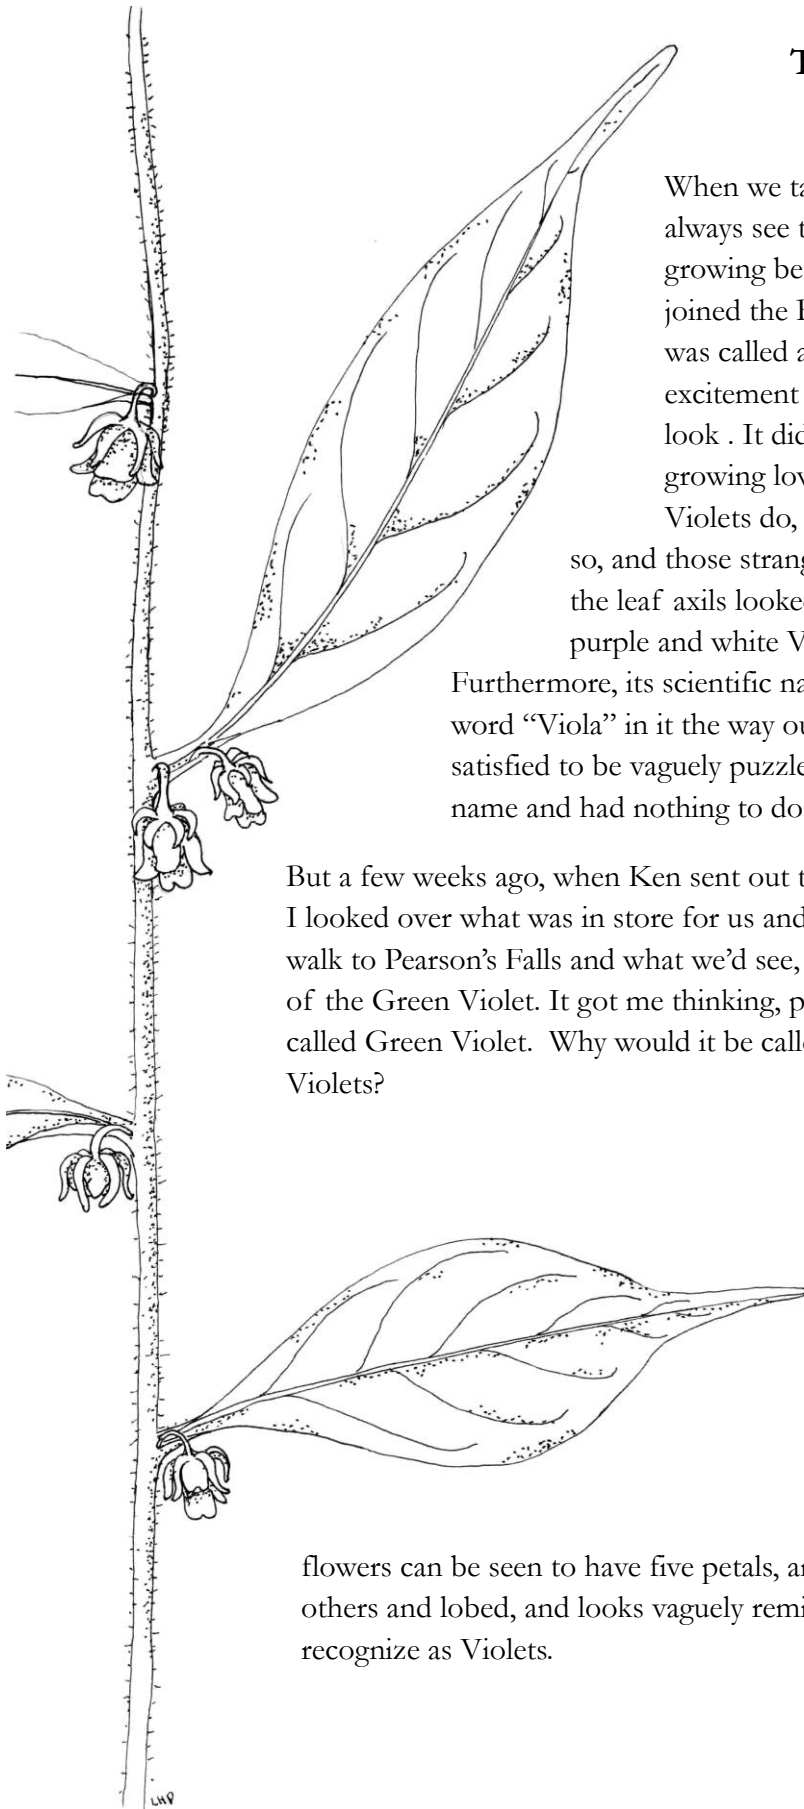 T
When we ta
always see t
growing be
joined the
was called a
excitement
look . It did
growing lov
Violets do,
so, and those strang
the leaf axils looke
purple and white V
Furthermore, its scientific na
word “Viola” in it the way ou
satisfied to be vaguely puzzle
name and had nothing to do
But a few weeks ago, when Ken sent out t
I looked over what was in store for us and
walk to Pearson’s Falls and what we’d see,
of the Green Violet. It got me thinking, p
called Green Violet.  Why would it be calle
Violets?
flowers can be seen to have five petals, a
others and lobed, and looks vaguely remi
recognize as Violets.
LHP